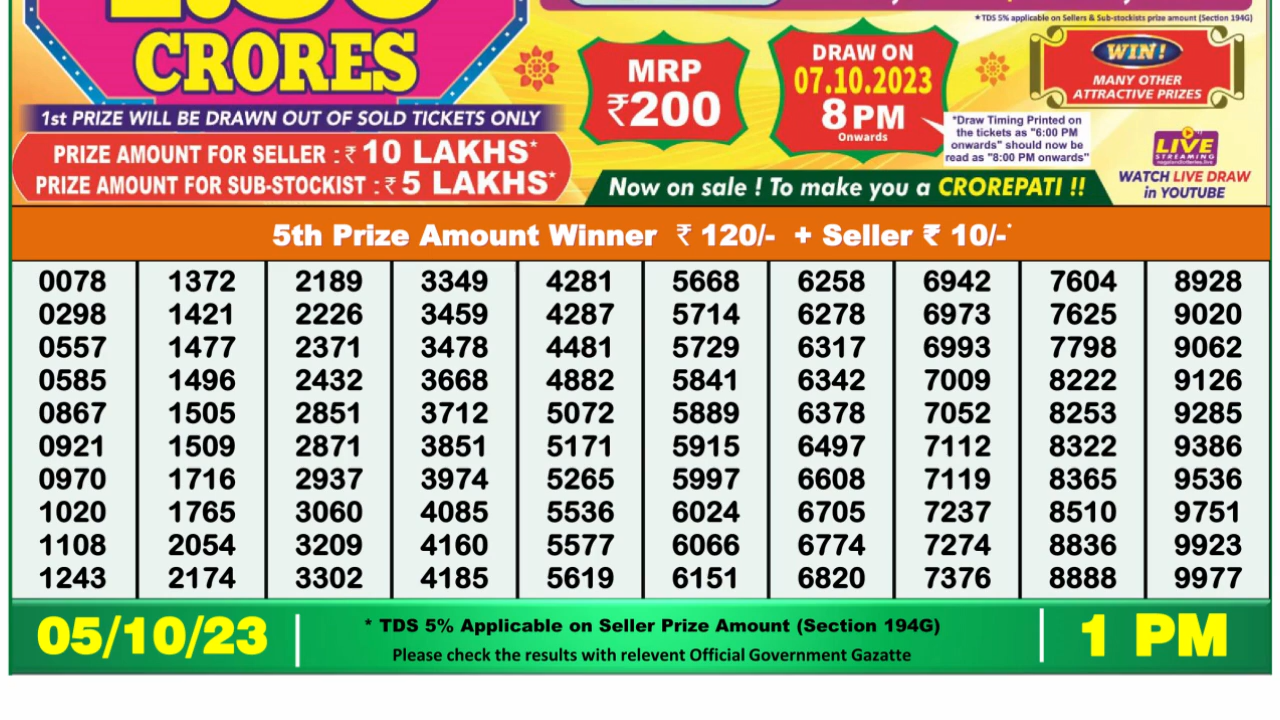 CRORES
1st PRIZE WILL BE DRAWN OUT OF SOLD TICKETS ONLY
PRIZE AMOUNT FOR SELLER : ₹ 10 LAKHS*
PRIZE AMOUNT FOR SUB-STOCKIST : ₹ 5 LAKHS*
*TDS 5% applicable on Sellers & Sub-stockists prize amount (Section 194G)
MRP
₹200
DRAW ON
07.10.2023
8 PM
Onwards
"Draw Timing Printed on
the tickets as "6:00 PM
onwards" should now be
read as "8:00 PM onwards"
WIN!
MANY OTHER
ATTRACTIVE PRIZES
LIVE
STREAMING
WATCH LIVE DRAW
in YOUTUBE
Now on sale ! To make you a CROREPATI !!
5th Prize Amount Winner ₹ 120/- + Seller ₹ 10/-*
0078 1372 2189 3349 4281 5668 6258 6942 7604 8928
0298 1421 2226 3459 4287 5714 6278 6973 7625 9020
0557 1477 2371 3478 4481 5729 6317 6993 7798 9062
0585 1496 2432 3668 4882 5841 6342 7009 8222 9126
0867 1505 2851 3712 5072 5889 6378 7052 8253 9285
0921 1509 2871 3851 5171 5915 6497 7112 8322 9386
0970 1716 2937 3974 5265 5997 6608 7119 8365 9536
1020 1765 3060 4085 5536 6024 6705 7237 8510 9751
1108 2054 3209 4160 5577 6066 6774 7274 8836 9923
1243 2174 3302 4185 5619 6151 6820 7376 8888 9977
05/10/23
* TDS 5% Applicable on Seller Prize Amount (Section 194G)
Please check the results with relevent Official Government Gazatte
1 PM